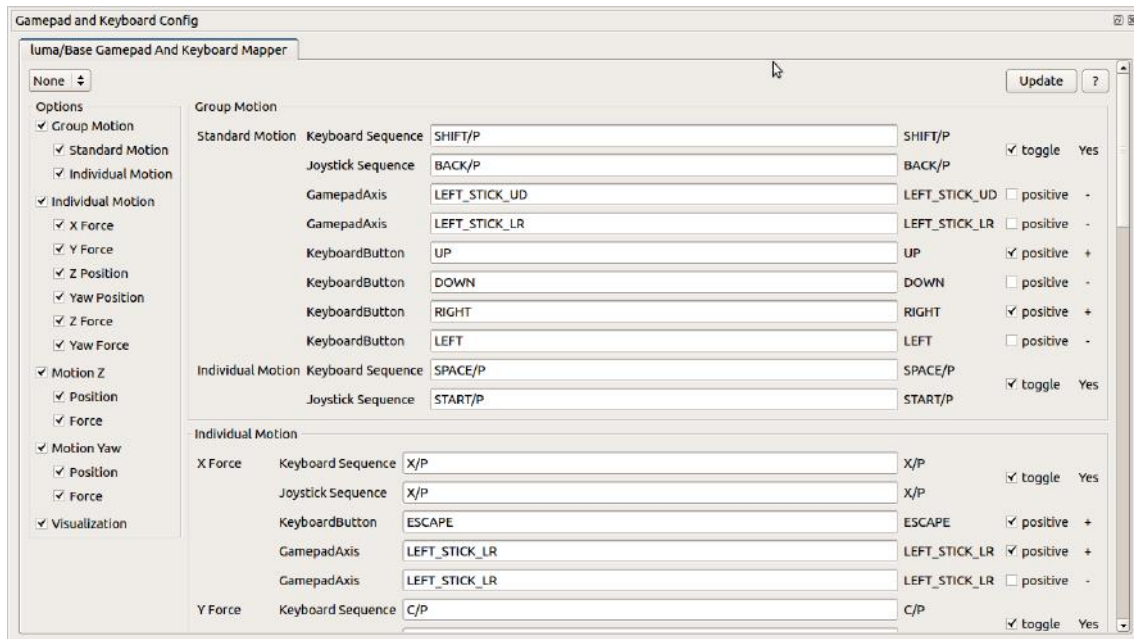 Gamepad and Keyboard Config
luma/Base Gamepad And Keyboard Mapper
None
Update ?
Options
Group Motion
Standard Motion
Individual Motion
Individual Motion
X Force
Y Force
Z Position
Yaw Position
Z Force
Yaw Force
Motion Z
Position
Force
Motion Yaw
Position
Force
Visualization
Group Motion
Standard Motion Keyboard Sequence SHIFT/P SHIFT/P toggle Yes
Joystick Sequence BACK/P BACK/P
GamepadAxis LEFT_STICK_UD LEFT_STICK_UD positive -
GamepadAxis LEFT_STICK_LR LEFT_STICK_LR positive -
KeyboardButton UP UP positive +
KeyboardButton DOWN DOWN positive -
KeyboardButton RIGHT RIGHT positive +
KeyboardButton LEFT LEFT positive -
Individual Motion Keyboard Sequence SPACE/P SPACE/P toggle Yes
Joystick Sequence START/P START/P
Individual Motion
X Force Keyboard Sequence X/P X/P toggle Yes
Joystick Sequence X/P X/P
KeyboardButton ESCAPE ESCAPE positive +
GamepadAxis LEFT_STICK_LR LEFT_STICK_LR positive +
GamepadAxis LEFT_STICK_LR LEFT_STICK_LR positive -
Y Force Keyboard Sequence C/P C/P toggle Yes